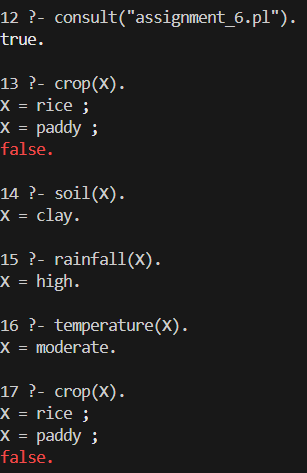 12 ?- consult("assignment_6.pl").
true.
13 ?- crop(X).
X = rice ;
X = paddy ;
false.
14 ?- soil(X).
X = clay.
15 ?- rainfall(X).
X = high.
16 ?- temperature(X).
X = moderate.
17 ?- crop(X).
X = rice ;
X = paddy ;
false.